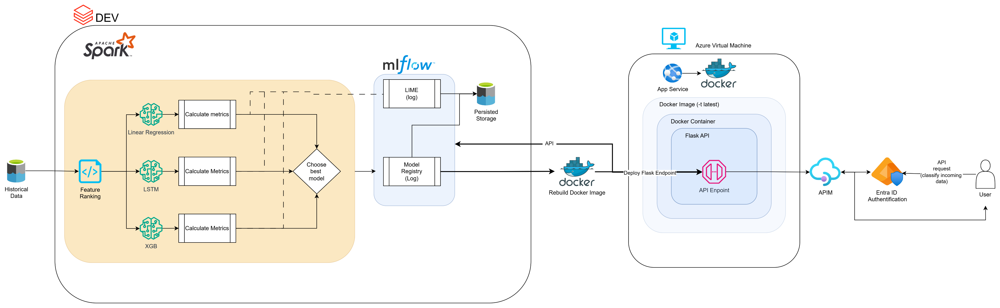 DEV
APACHE
Spark™
mlflow™
LIME
(log)
Persisted
Storage
Calculate metrics
Linear Regression
Choose
best
model
Calculate Metrics
LSTM
Historical
Data
Feature
Ranking
Calculate Metrics
XGB
Model
Registry
(Log)
API
docker
Rebuild Docker Image
Deploy Flask Endpoint
Azure Virtual Machine
App Service
docker
Docker Image (-t latest)
Docker Container
Flask API
API Enpoint
APIM
Entra ID
Authentification
API
request
(classify incoming
data)
User